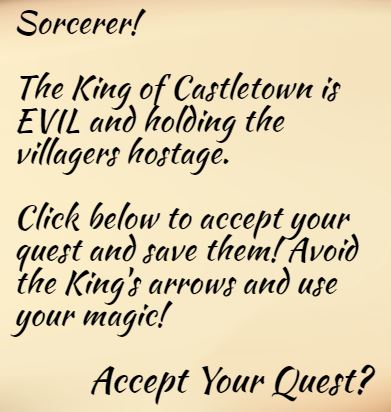 Sorcerer!
The King of Castletown is
EVIL and holding the
villagers hostage.
Click below to accept your
quest and save them! Avoid
the King's arrows and use
your magic!
Accept Your Quest?